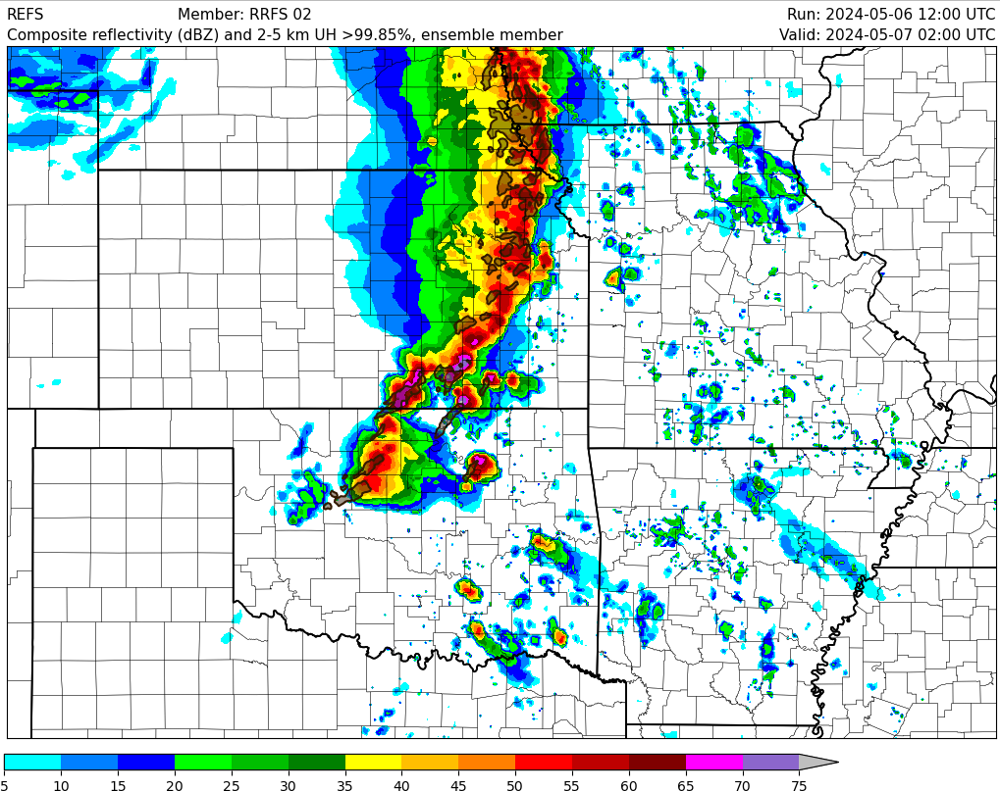 REFS Member: RRFS 02 Run: 2024-05-06 12:00 UTC
Composite reflectivity (dBZ) and 2-5 km UH >99.85%, ensemble member Valid: 2024-05-07 02:00 UTC
5 10 15 20 25 30 35 40 45 50 55 60 65 70 75